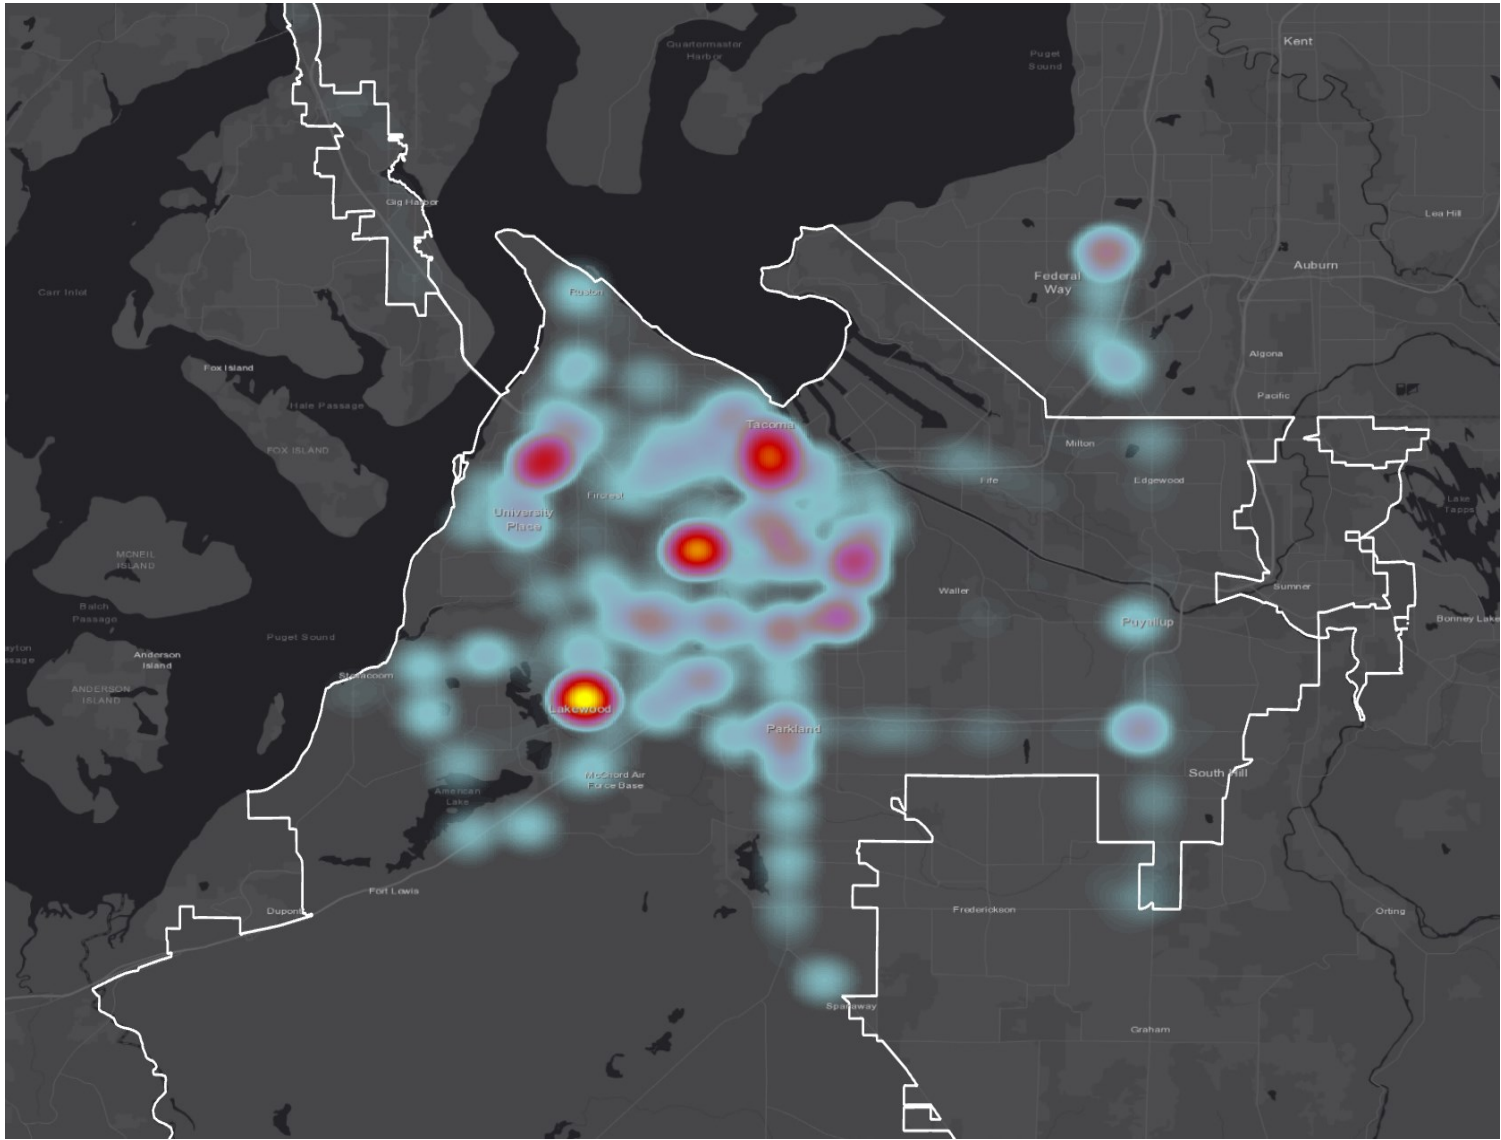 Kent
Quartermaster
Harbor
Puget
Sound
Gig Harbor
Lea Hill
Auburn
Federal
Way
Carr Inlet
Ruston
Algona
Fox Island
Pacific
Hale Passage
Tacoma
Milton
FOX ISLAND
Fife
Edgewood
Fircrest
Lake
Tapps
University
Place
MCNEIL
ISLAND
Waller
Sumner
Balch
Passage
Puyallup
Bonney Lake
Puget Sound
Anderson
Island
Steilacoom
ANDERSON
ISLAND
Lakewood
Parkland
South Hill
McChord Air
Force Base
American
Lake
Fort Lewis
Dupont
Frederickson
Orting
Spanaway
Graham